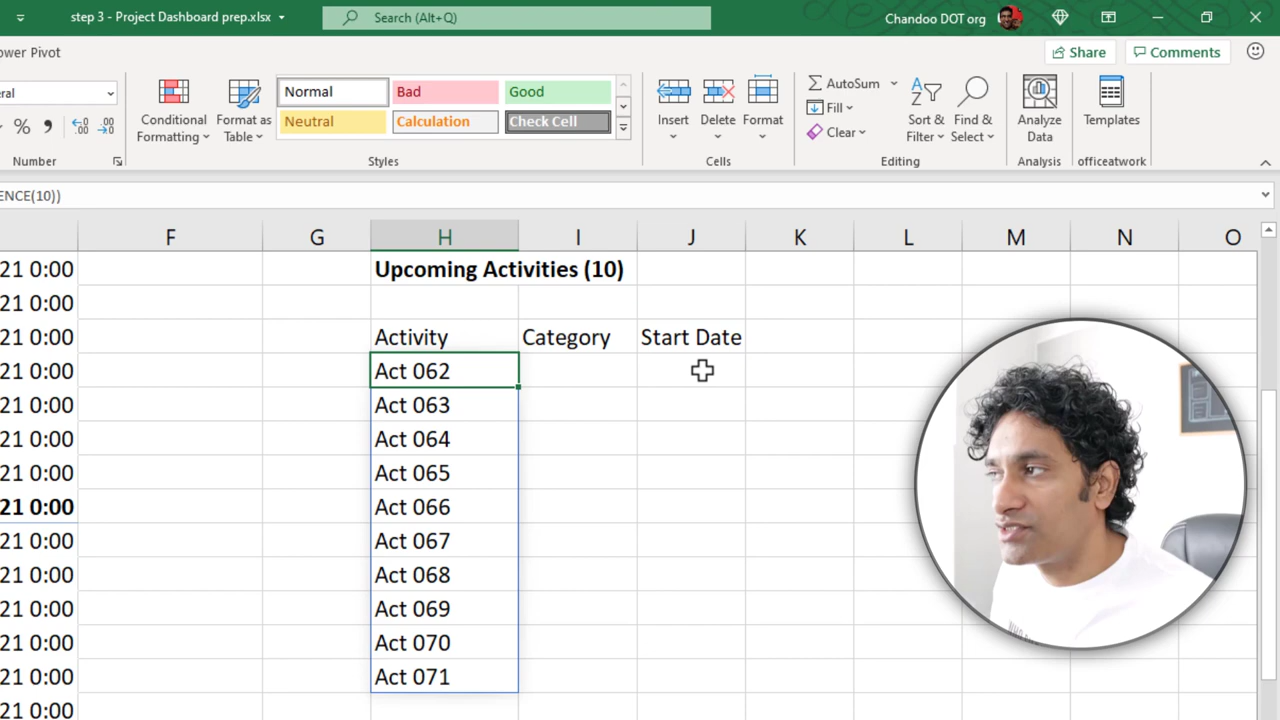 step 3 - Project Dashboard prep.xlsx
Search (Alt+Q)
Chandoo DOT org
ower Pivot
Share
Comments
eral
%
Conditional
Formatting
Format as
Table
Normal
Bad
Good
Neutral
Calculation
Check Cell
Insert
Delete
Format
AutoSum
Fill
Clear
Sort &
Filter
Find &
Select
Analyze
Data
Templates
Number
Styles
Cells
Editing
Analysis
officeatwork
ENCE(10))
F G H I J K L M N O
21 0:00 Upcoming Activities (10)
21 0:00
21 0:00 Activity Category Start Date
21 0:00 Act 062
21 0:00 Act 063
21 0:00 Act 064
21 0:00 Act 065
21 0:00 Act 066
21 0:00 Act 067
21 0:00 Act 068
21 0:00 Act 069
21 0:00 Act 070
21 0:00 Act 071
21 0:00